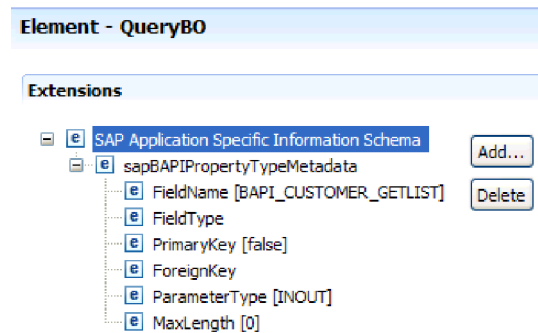 Element - QueryBO
Extensions
SAP Application Specific Information Schema
Add...
sapBAPIPropertyTypeMetadata
FieldName [BAPI_CUSTOMER_GETLIST]
Delete
FieldType
PrimaryKey [false]
ForeignKey
ParameterType [INOUT]
MaxLength [0]